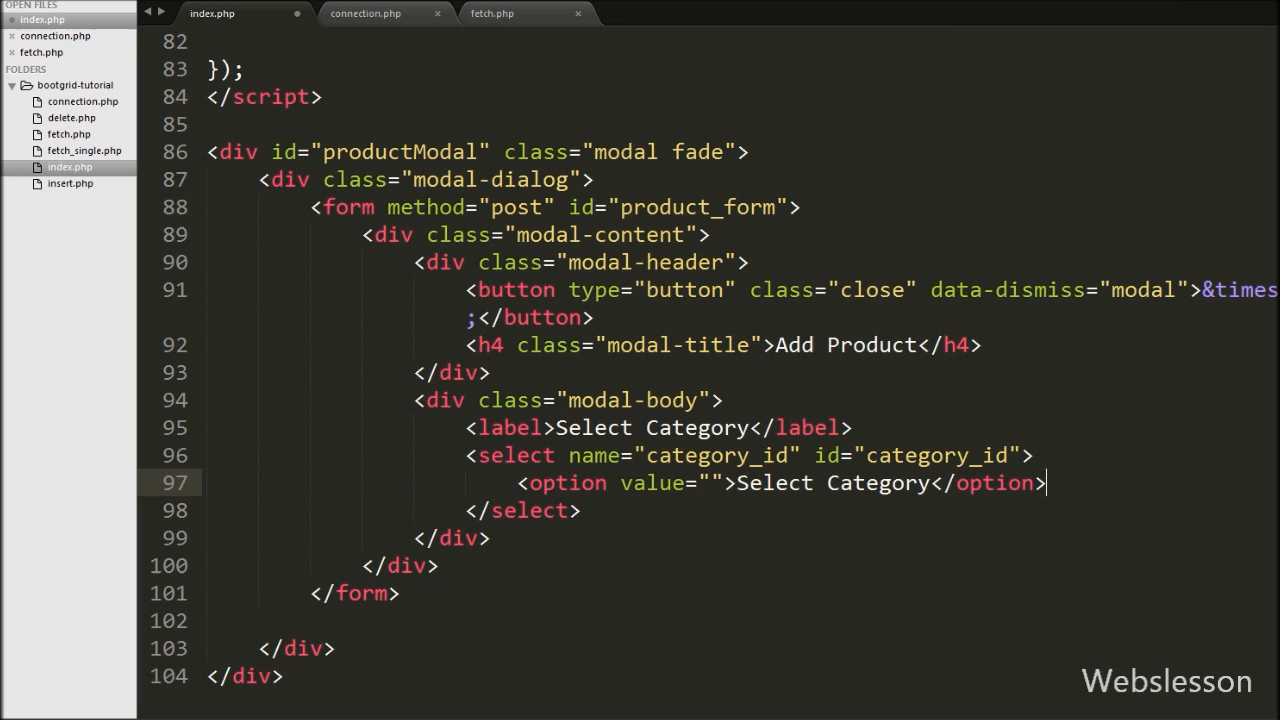 OPEN FILES
index.php
connection.php
fetch.php
FOLDERS
bootgrid-tutorial
connection.php
delete.php
fetch.php
fetch_single.php
index.php
insert.php
index.php connection.php fetch.php
82
83 });
84 </script>
85
86 <div id="productModal" class="modal fade">
87 <div class="modal-dialog">
88 <form method="post" id="product_form">
89 <div class="modal-content">
90 <div class="modal-header">
91 <button type="button" class="close" data-dismiss="modal">&times
;</button>
92 <h4 class="modal-title">Add Product</h4>
93 </div>
94 <div class="modal-body">
95 <label>Select Category</label>
96 <select name="category_id" id="category_id">
97 <option value="">Select Category</option>
98 </select>
99 </div>
100 </div>
101 </form>
102
103 </div>
104 </div>
Webslesson